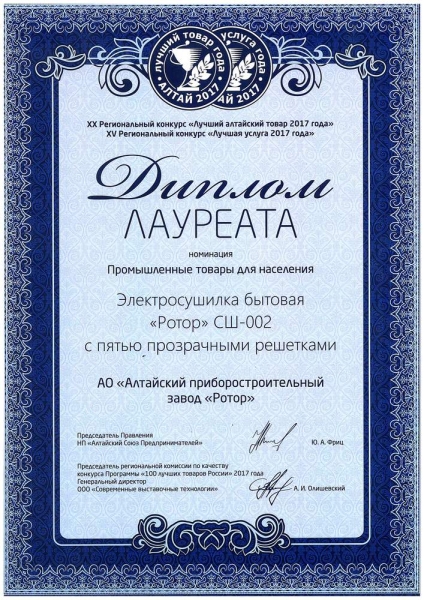 лучший товар года
АЛТАЙ 2017
услуга года
АЙ 2017
XX Региональный конкурс «Лучший алтайский товар 2017 года»
XV Региональный конкурс «Лучшая услуга 2017 года»
Диплом
ЛАУРЕАТА
номинация
Промышленные товары для населения
Электросушилка бытовая
«Ротор» СШ-002
с пятью прозрачными решетками
АО «Алтайский приборостроительный
завод «Ротор»
Председатель Правления
НП «Алтайский Союз Предпринимателей»
Ю. А. Фриц
Председатель региональной комиссии по качеству
конкурса Программы «100 лучших товаров России» 2017 года
Генеральный директор
ООО «Современные выставочные технологии»
А. И. Олишевский